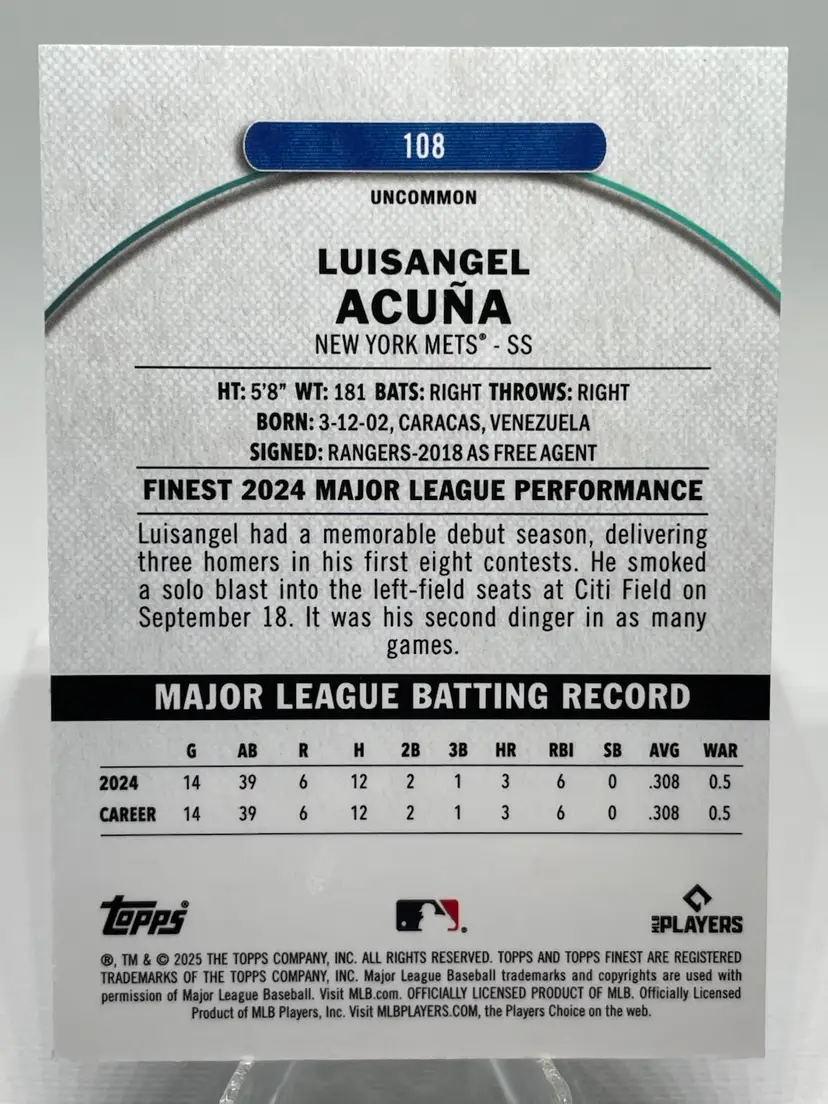 108
UNCOMMON
LUISANGEL
ACUÑA
NEW YORK METS® - SS
HT: 5'8" WT: 181 BATS: RIGHT THROWS: RIGHT
BORN: 3-12-02, CARACAS, VENEZUELA
SIGNED: RANGERS-2018 AS FREE AGENT
FINEST 2024 MAJOR LEAGUE PERFORMANCE
Luisangel had a memorable debut season, delivering
three homers in his first eight contests. He smoked
a solo blast into the left-field seats at Citi Field on
September 18. It was his second dinger in as many
games.
MAJOR LEAGUE BATTING RECORD
G AB R H 2B 3B HR RBI SB AVG WAR
2024 14 39 6 12 2 1 3 6 0 .308 0.5
CAREER 14 39 6 12 2 1 3 6 0 .308 0.5
Topps®
MLB PLAYERS
®, TM & © 2025 THE TOPPS COMPANY, INC. ALL RIGHTS RESERVED. TOPPS AND TOPPS FINEST ARE REGISTERED
TRADEMARKS OF THE TOPPS COMPANY, INC. Major League Baseball trademarks and copyrights are used with
permission of Major League Baseball. Visit MLB.com. OFFICIALLY LICENSED PRODUCT OF MLB. Officially Licensed
Product of MLB Players, Inc. Visit MLBPLAYERS.COM, the Players Choice on the web.